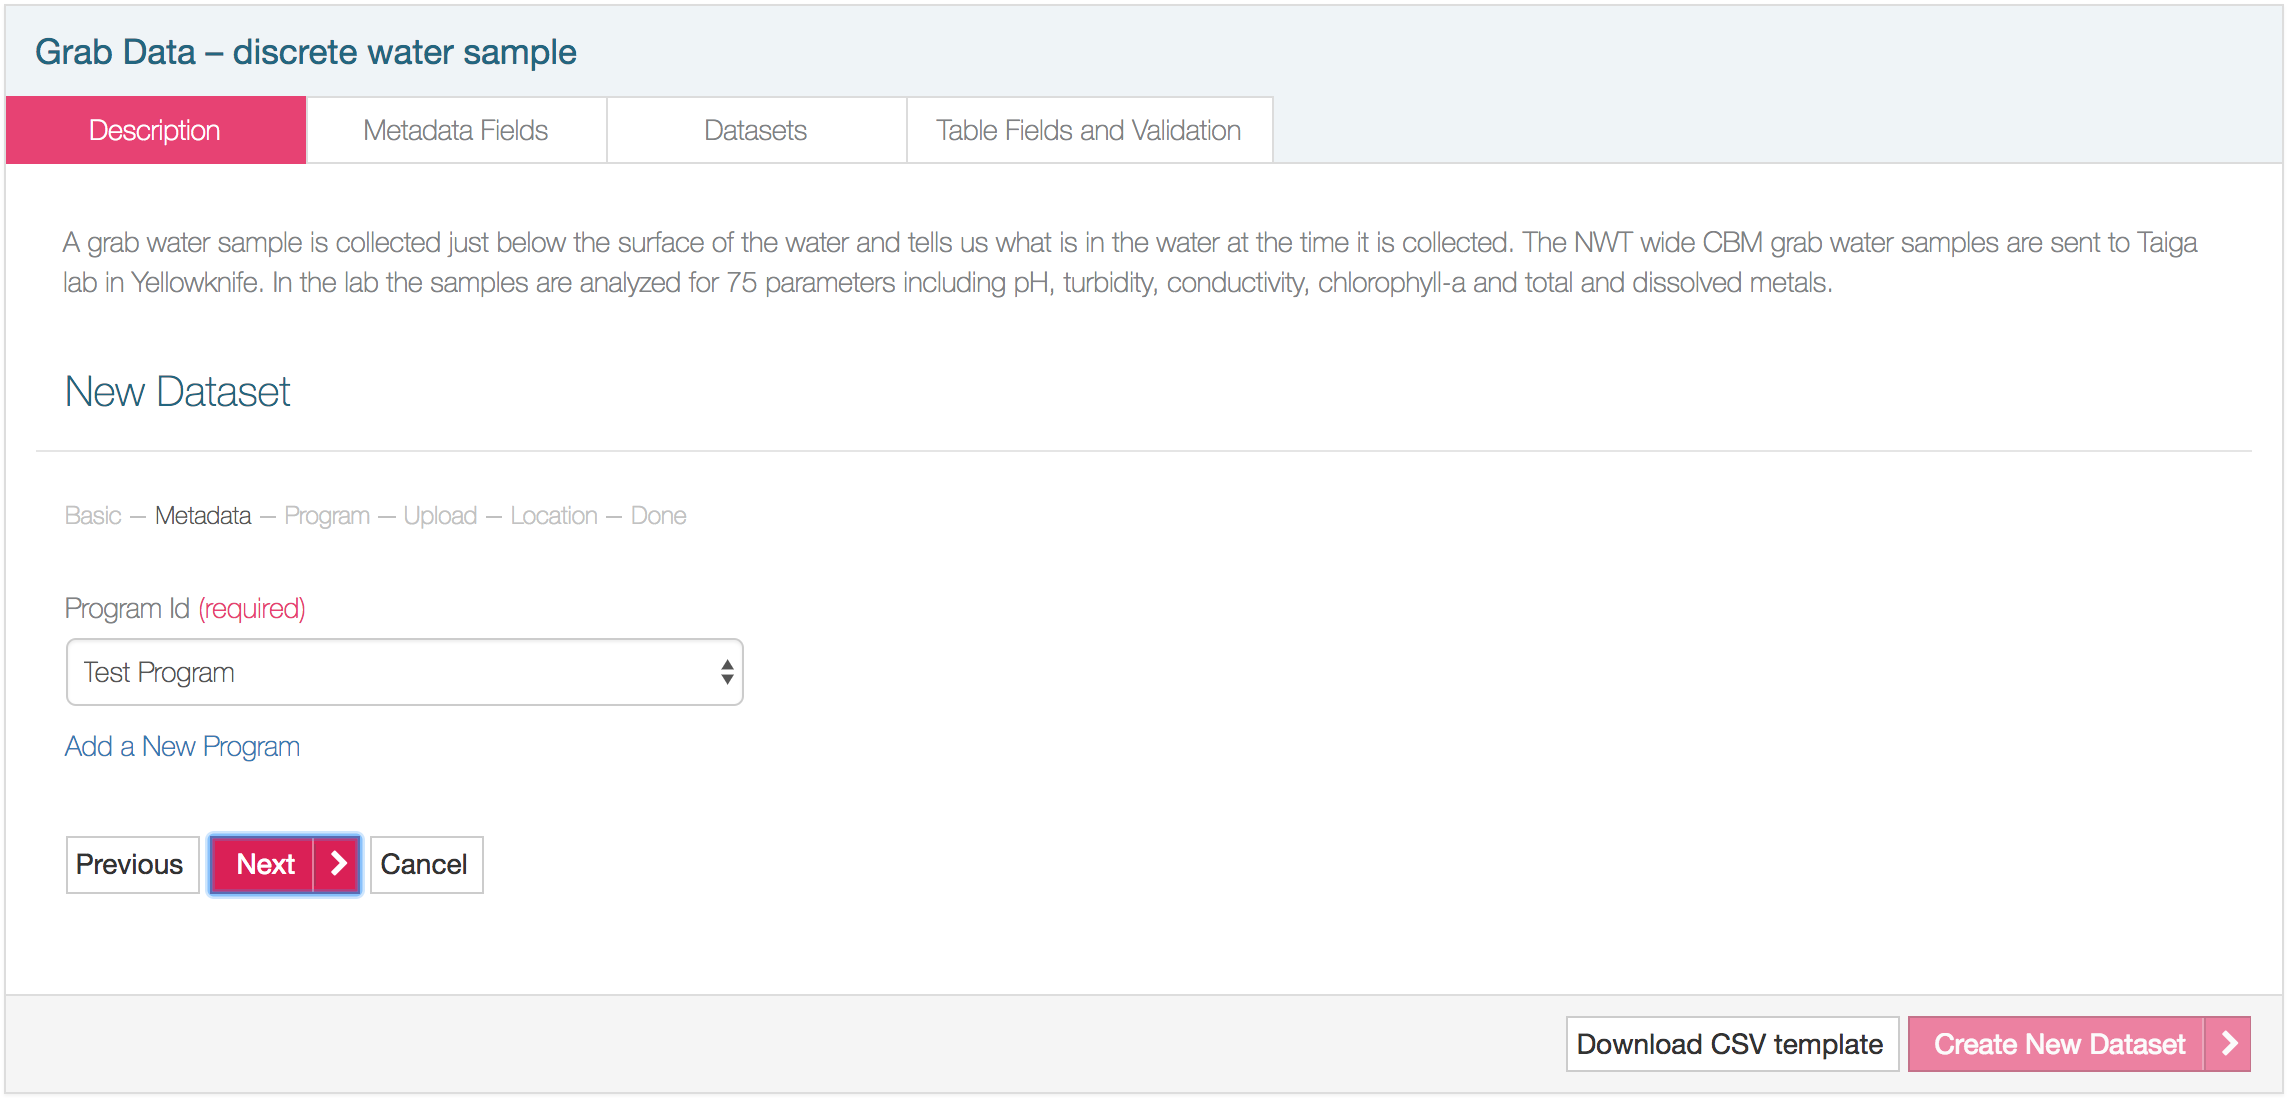 Grab Data – discrete water sample
Description
Metadata Fields
Datasets
Table Fields and Validation
A grab water sample is collected just below the surface of the water and tells us what is in the water at the time it is collected. The NWT wide CBM grab water samples are sent to Taiga
lab in Yellowknife. In the lab the samples are analyzed for 75 parameters including pH, turbidity, conductivity, chlorophyll-a and total and dissolved metals.
New Dataset
Basic — Metadata — Program — Upload — Location — Done
Program Id (required)
Test Program
Add a New Program
Previous
Next
Cancel
Download CSV template
Create New Dataset